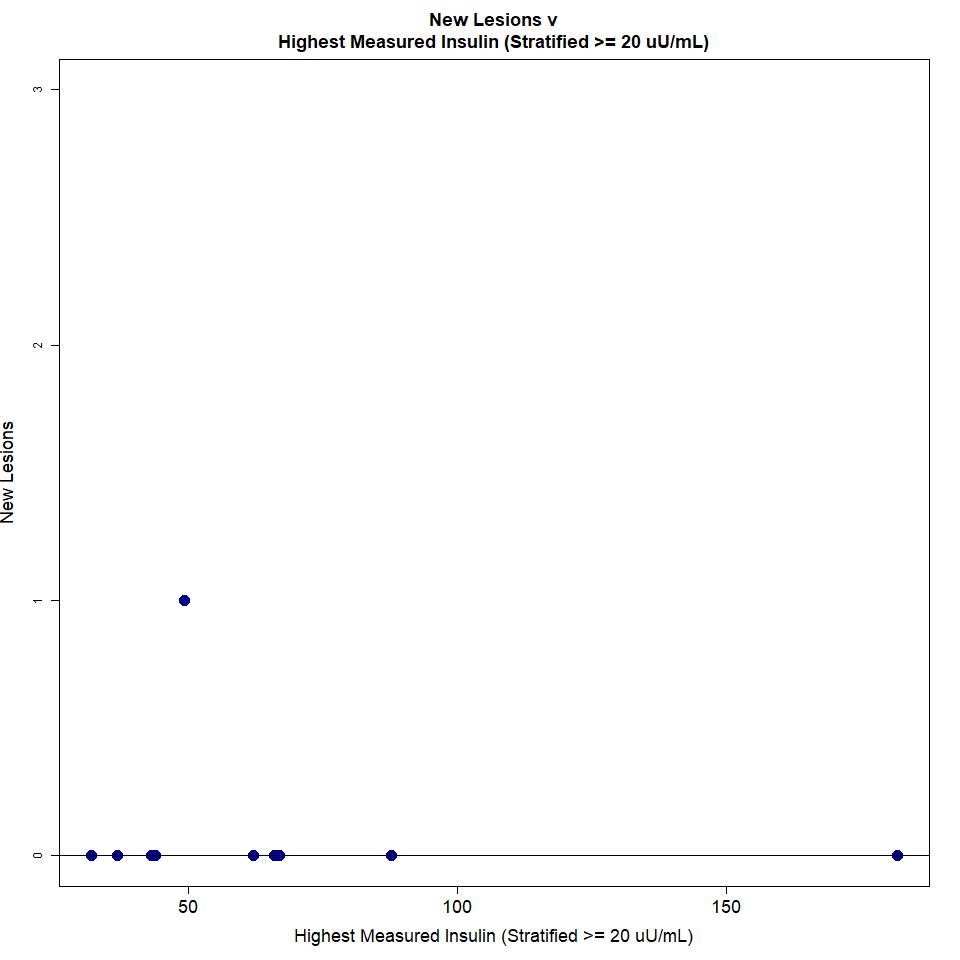 New Lesions v
Highest Measured Insulin (Stratified >= 20 uU/mL)
3
2
1
0
New Lesions
50 100 150
Highest Measured Insulin (Stratified >= 20 uU/mL)